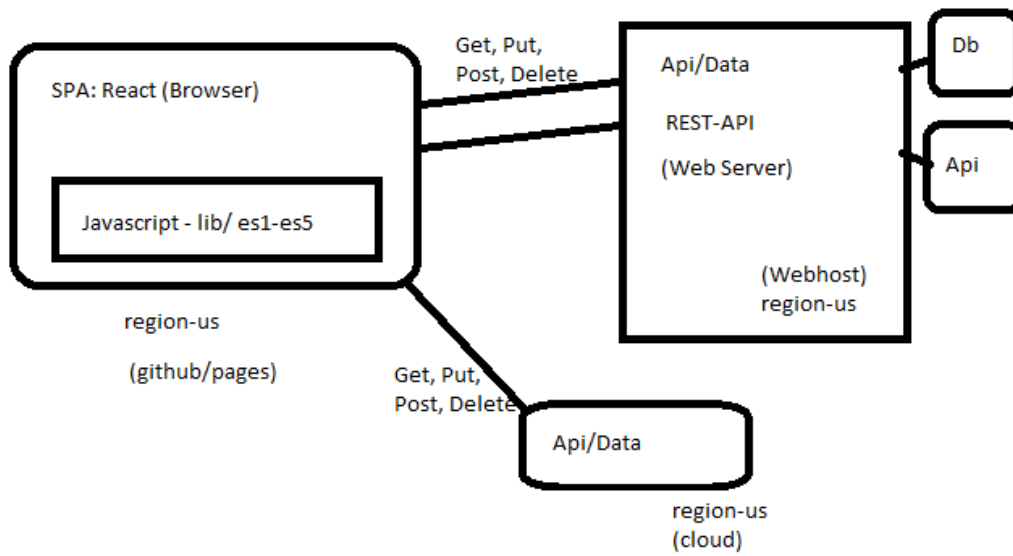 SPA: React (Browser)
Javascript - lib/ es1-es5
region-us
(github/pages)
Get, Put,
Post, Delete
Api/Data
REST-API
(Web Server)
(Webhost)
region-us
Db
Api
Get, Put,
Post, Delete
Api/Data
region-us
(cloud)